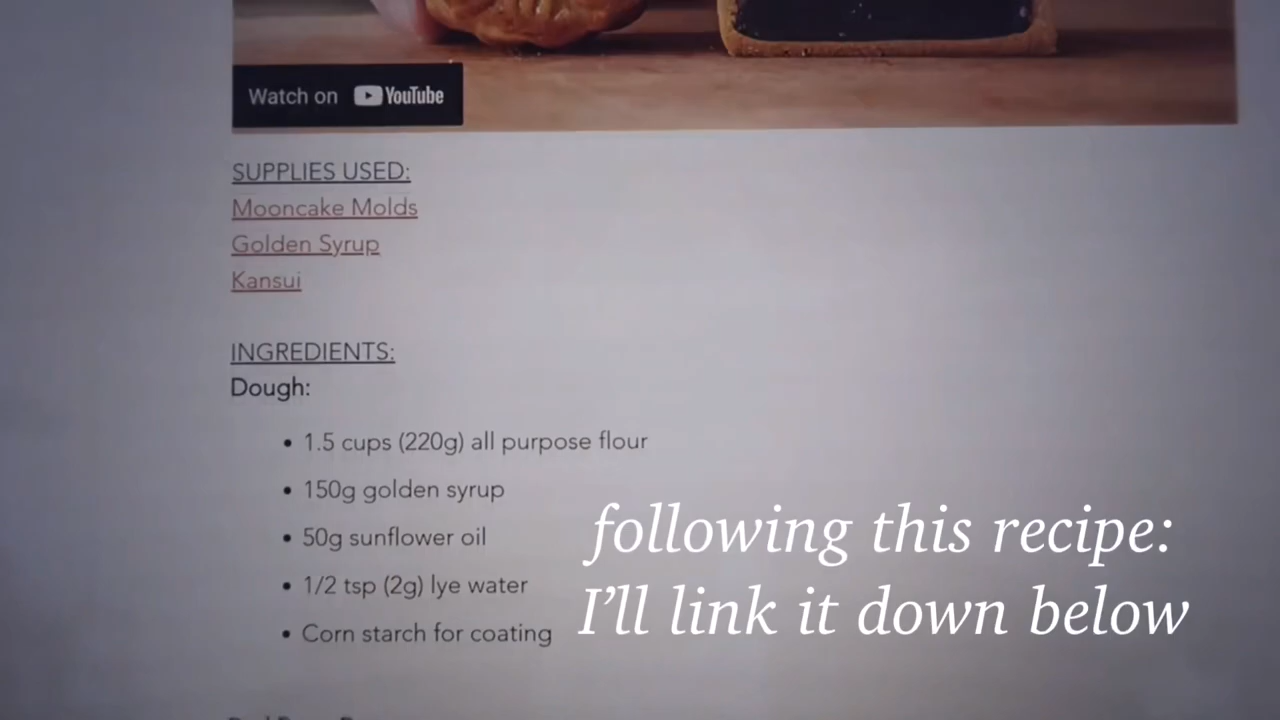 Watch on YouTube
SUPPLIES USED:
Mooncake Molds
Golden Syrup
Kansui
INGREDIENTS:
Dough:
• 1.5 cups (220g) all purpose flour
• 150g golden syrup
• 50g sunflower oil
• 1/2 tsp (2g) lye water
• Corn starch for coating
following this recipe:
I'll link it down below